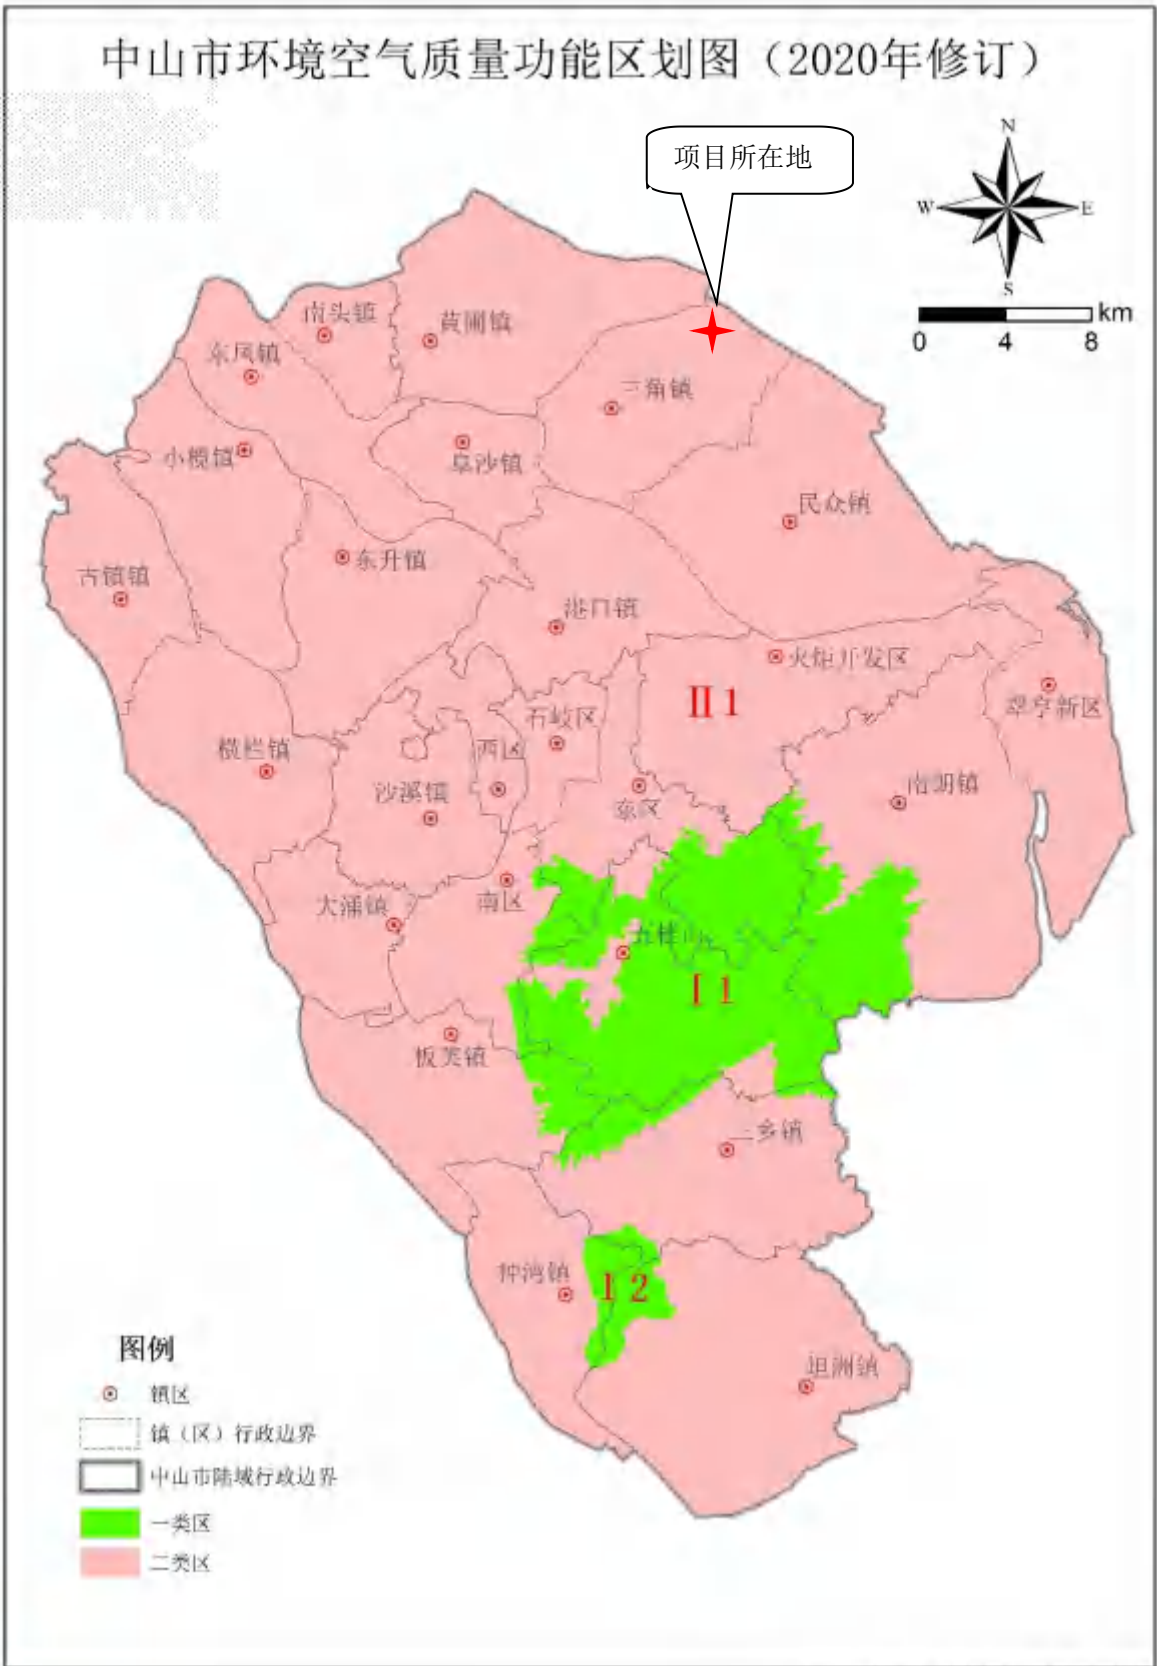 中山市环境空气质量功能区划图（2020年修订）
项目所在地
N
W
E
S
km
0 4 8
南头镇
黄圃镇
东凤镇
三角镇
小榄镇
阜沙镇
民众镇
东升镇
古镇镇
港口镇
火炬开发区
Ⅱ1
翠亨新区
石岐区
西区
横栏镇
沙溪镇
东区
南朗镇
南区
大涌镇
五桂山
Ⅰ1
板芙镇
三乡镇
神湾镇
Ⅰ2
坦洲镇
图例
镇区
镇（区）行政边界
中山市陆域行政边界
一类区
二类区